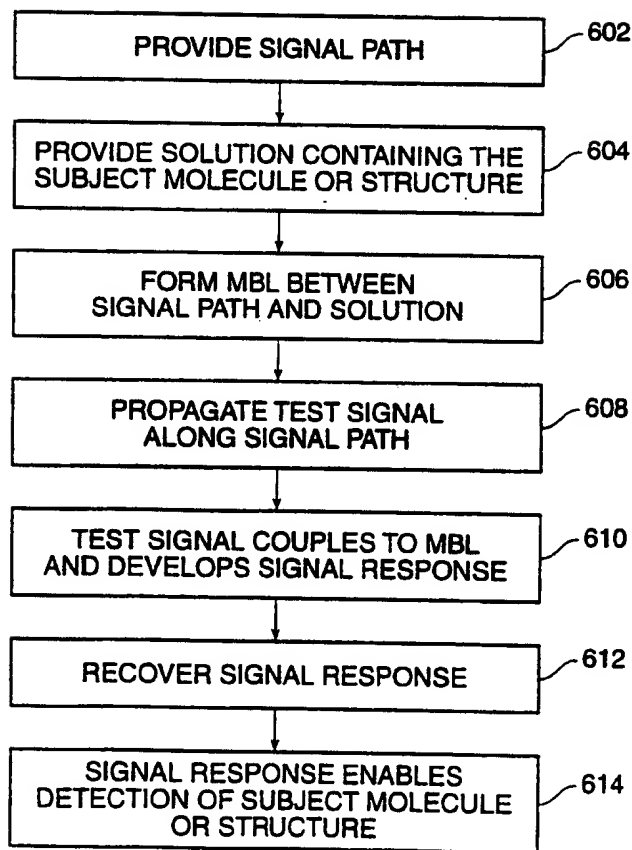 PROVIDE SIGNAL PATH
602
PROVIDE SOLUTION CONTAINING THE
SUBJECT MOLECULE OR STRUCTURE
604
FORM MBL BETWEEN
SIGNAL PATH AND SOLUTION
606
PROPAGATE TEST SIGNAL
ALONG SIGNAL PATH
608
TEST SIGNAL COUPLES TO MBL
AND DEVELOPS SIGNAL RESPONSE
610
RECOVER SIGNAL RESPONSE
612
SIGNAL RESPONSE ENABLES
DETECTION OF SUBJECT MOLECULE
OR STRUCTURE
614